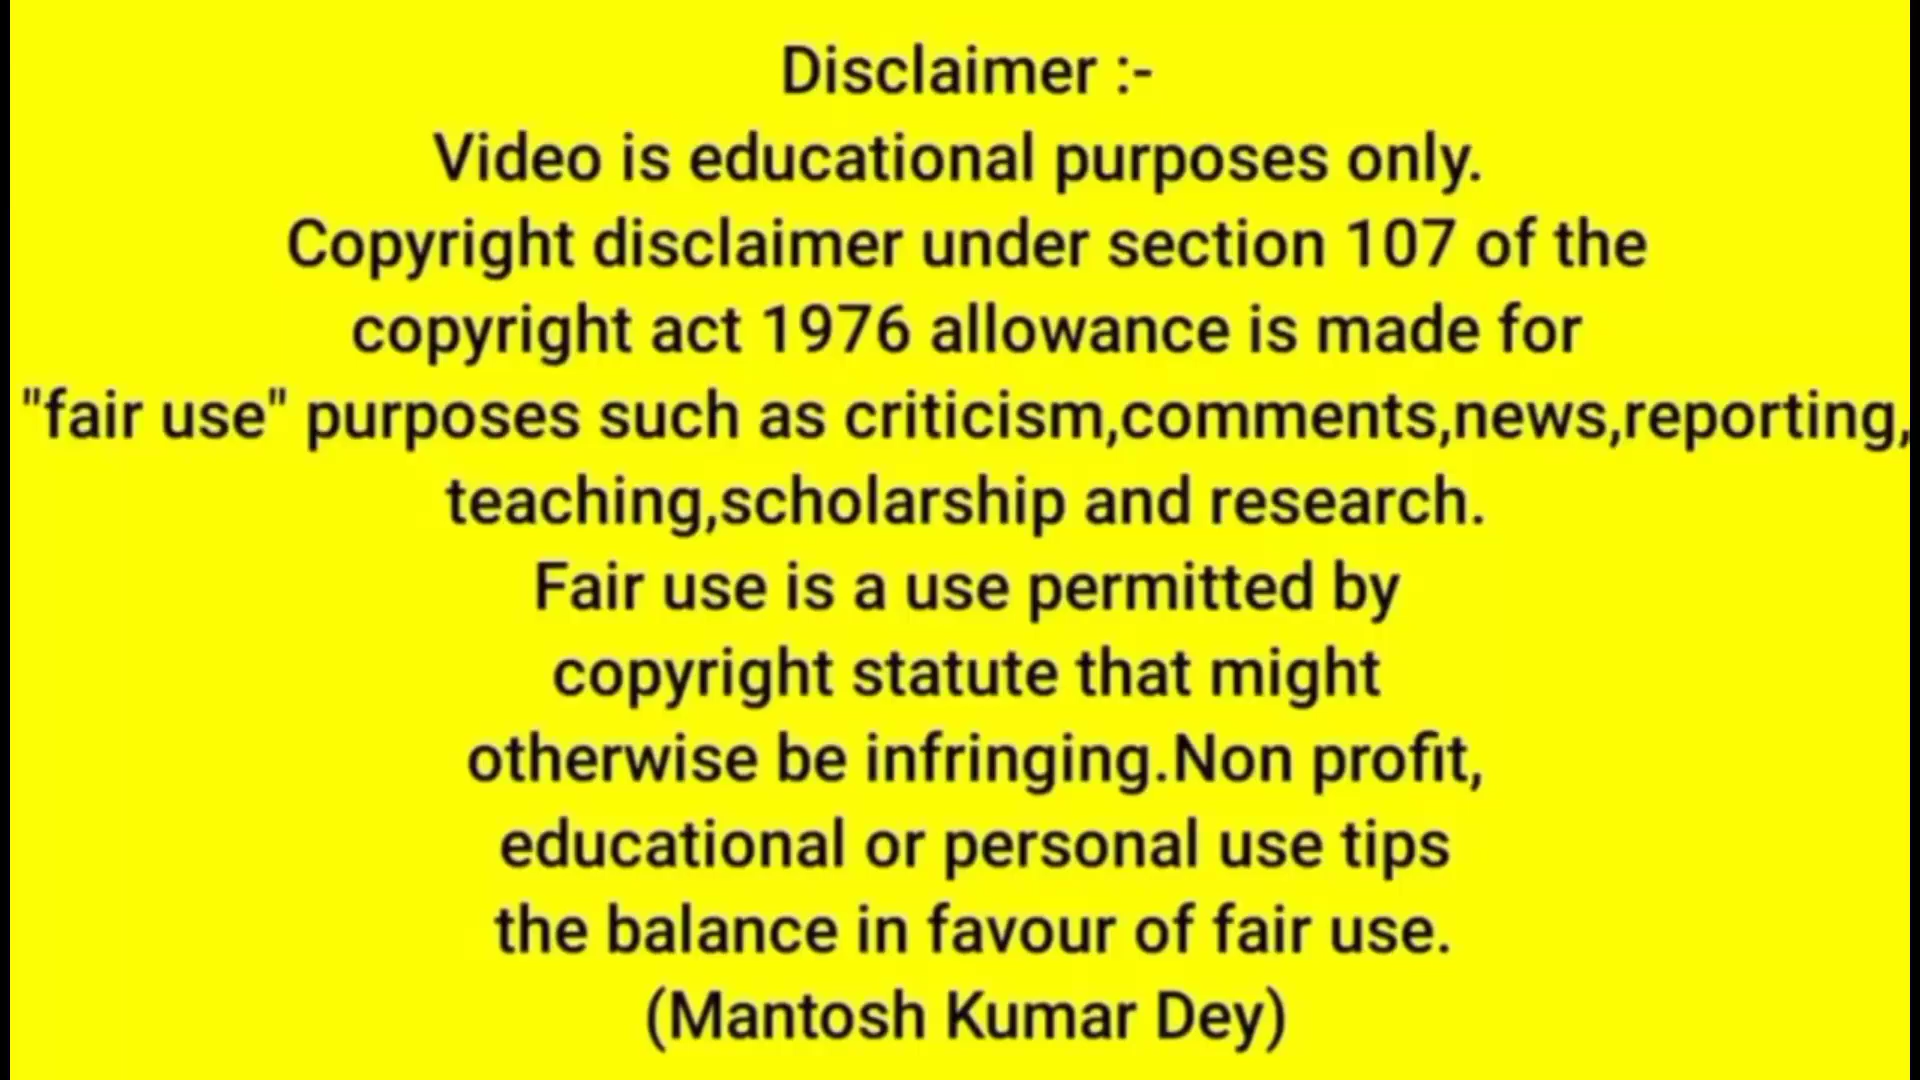 Disclaimer :-
Video is educational purposes only.
Copyright disclaimer under section 107 of the
copyright act 1976 allowance is made for
"fair use" purposes such as criticism,comments,news,reporting,
teaching,scholarship and research.
Fair use is a use permitted by
copyright statute that might
otherwise be infringing.Non profit,
educational or personal use tips
the balance in favour of fair use.
(Mantosh Kumar Dey)